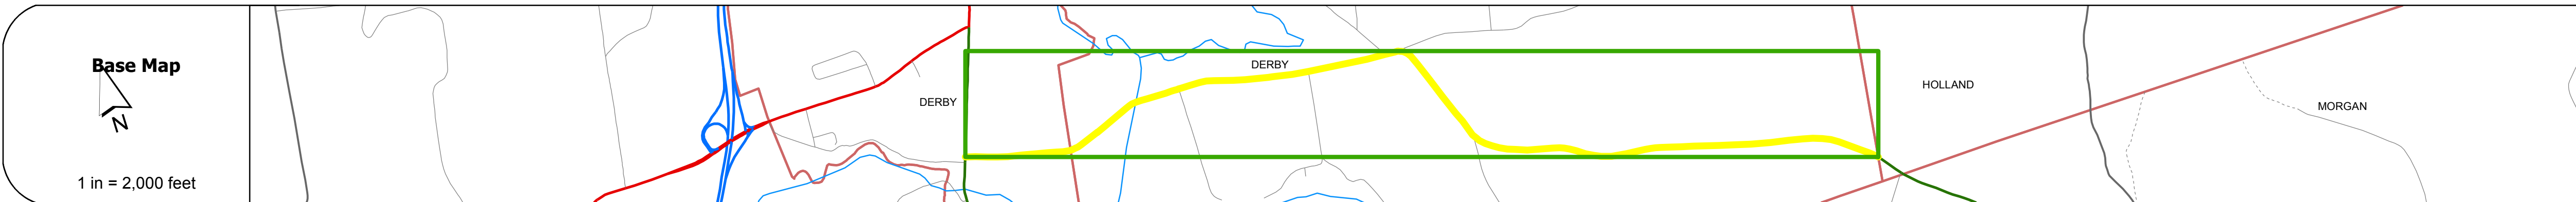 Base Map
N
1 in = 2,000 feet
DERBY
DERBY
HOLLAND
MORGAN